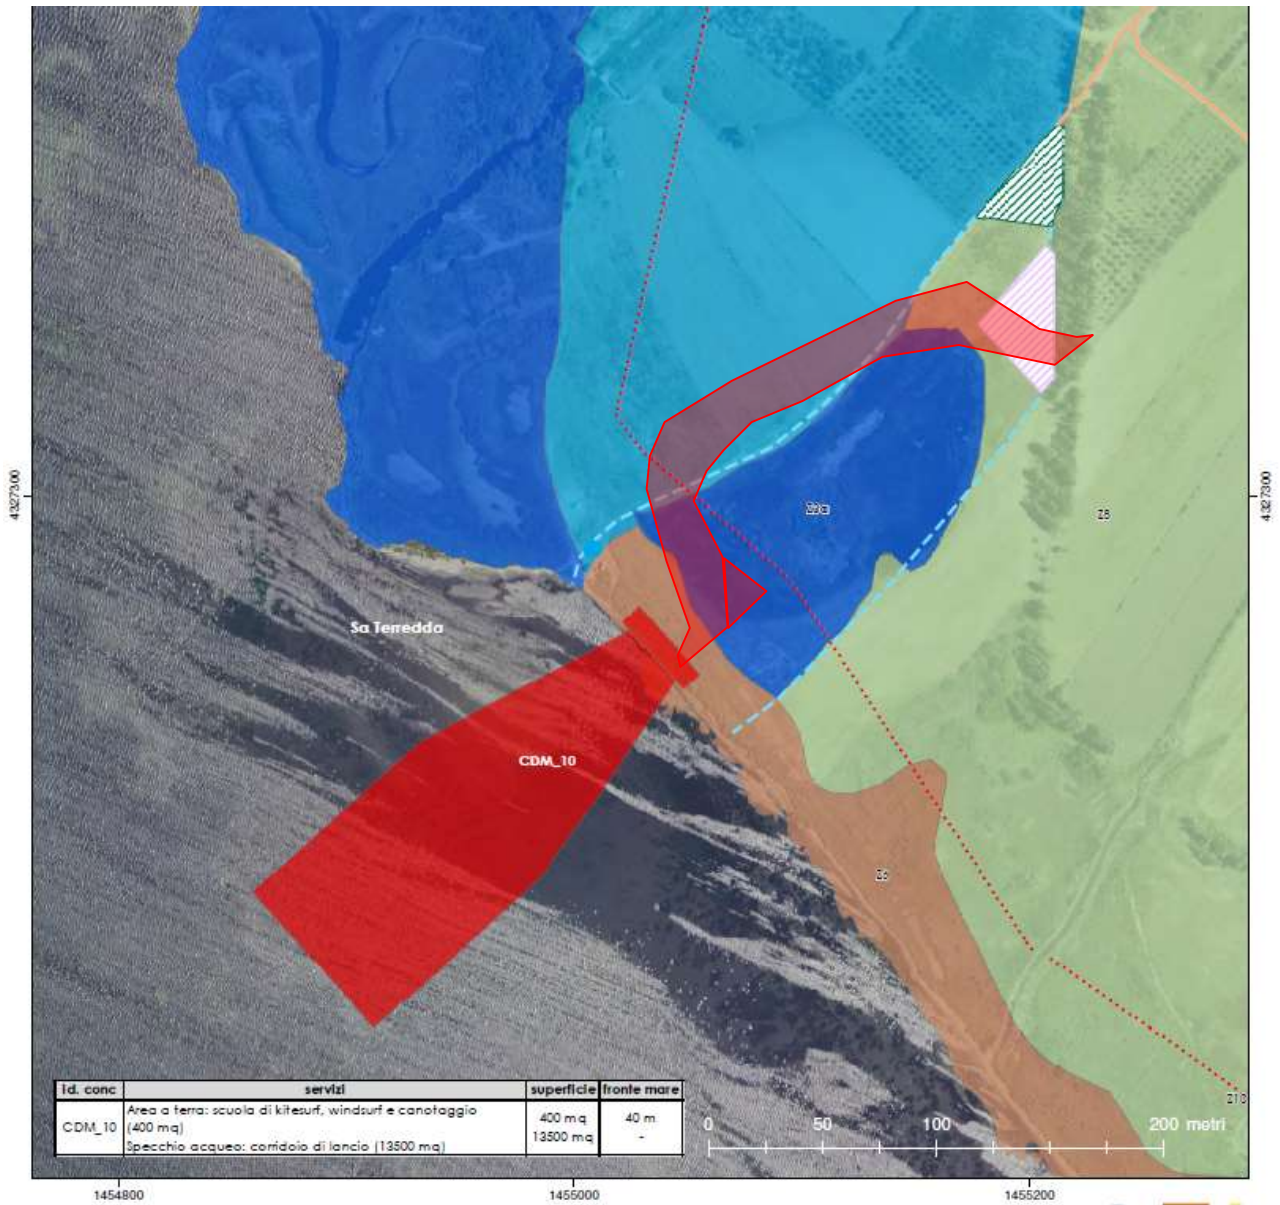 4327300
4327300
Z8
Sa Terredda
CDM_10
Id. conc servizi superficie fronte mare
CDM_10 Area a terra: scuola di kitesurf, windsurf e canotaggio (400 mq) 400 mq 40 m
Specchio acqueo: corridoio di lancio (13500 mq) 13500 mq -
0 50 100 200 metri
1454800 1455000 1455200